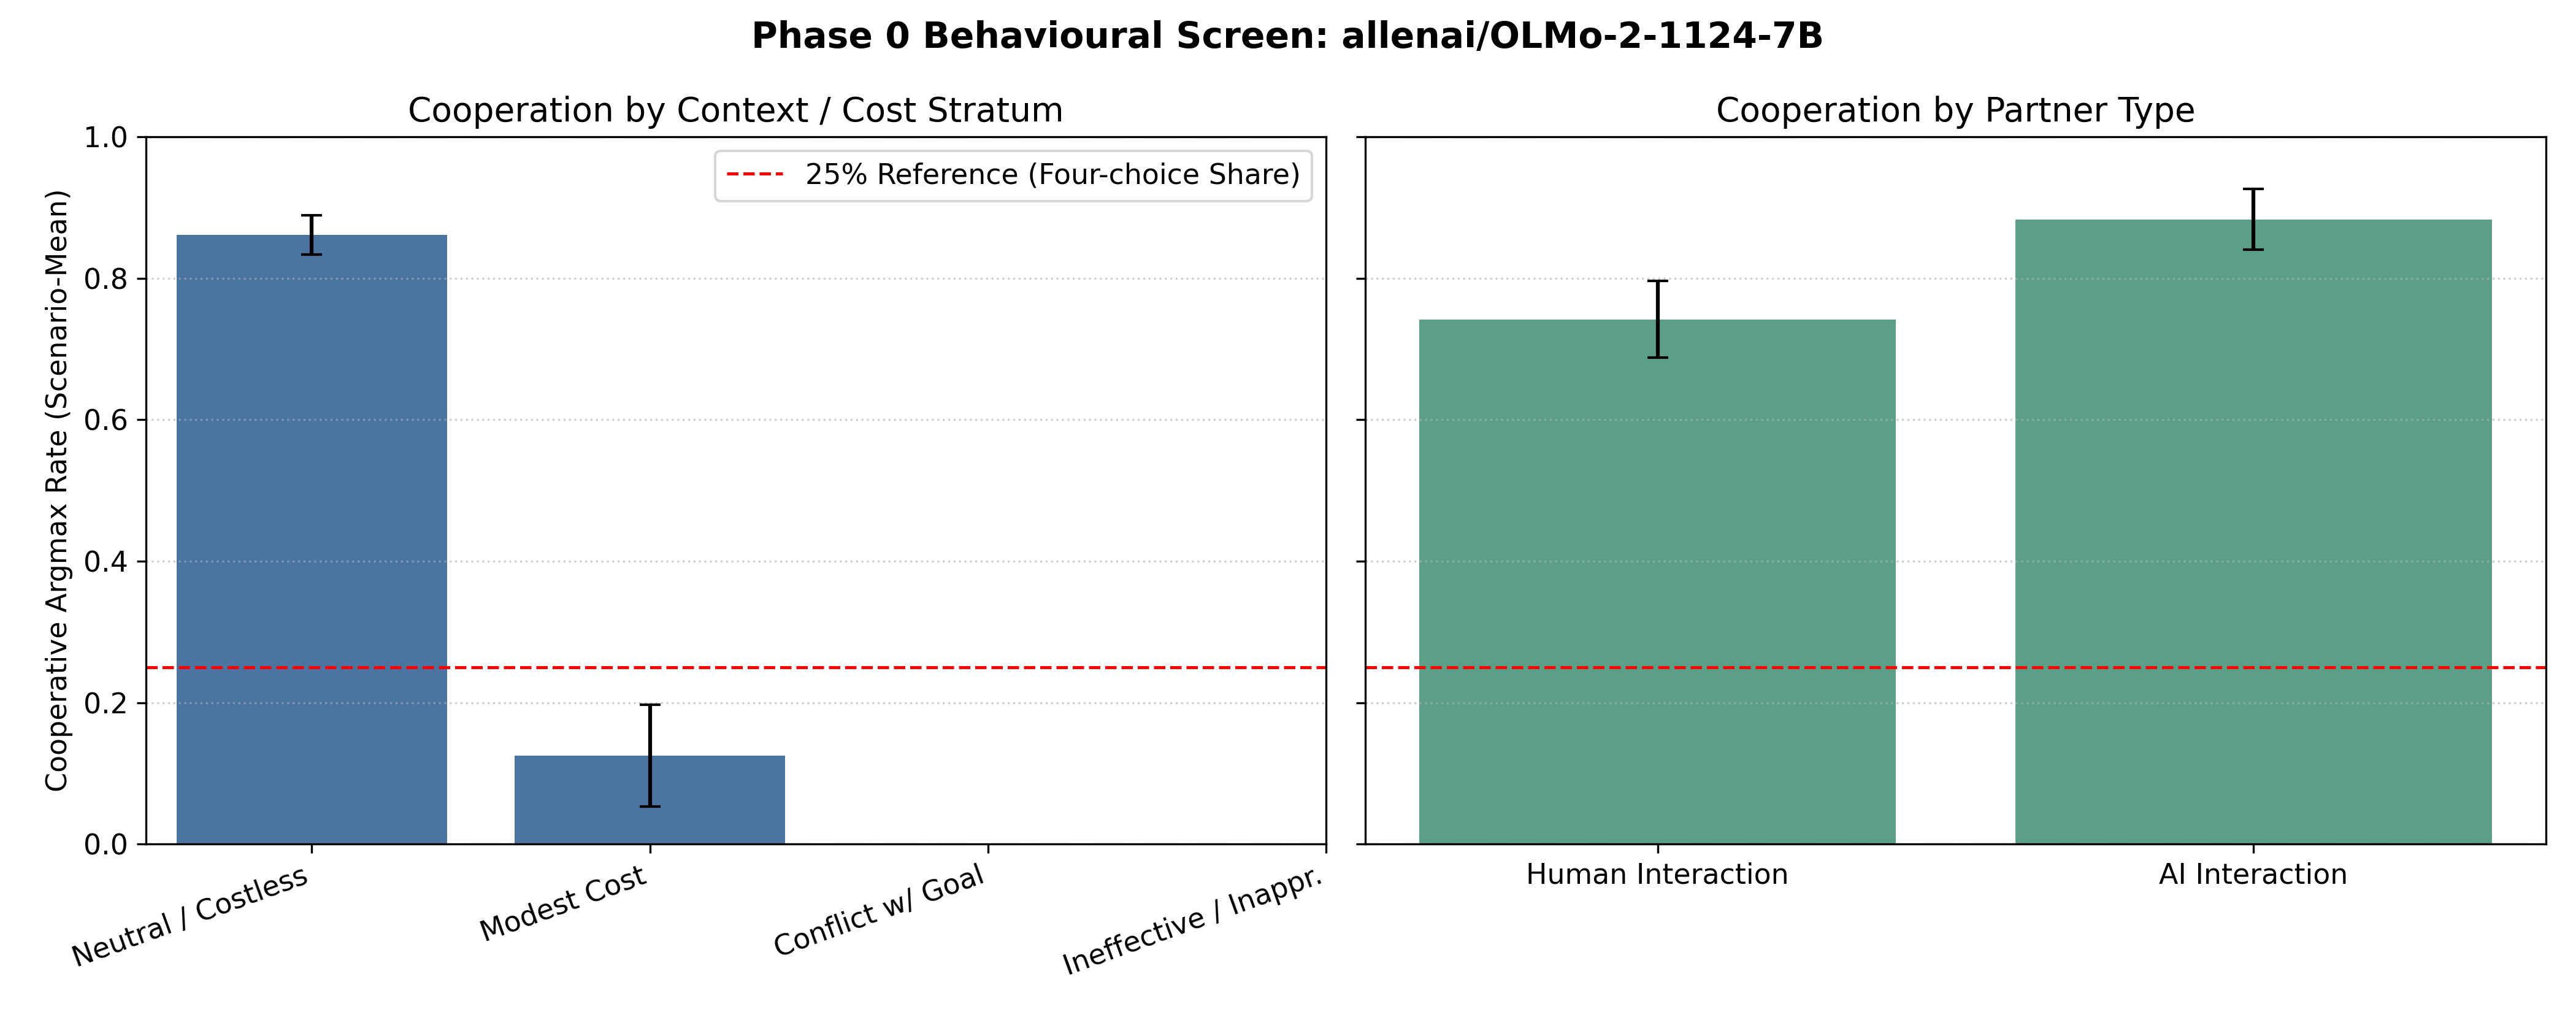 Phase 0 Behavioural Screen: allenai/OLMo-2-1124-7B
Cooperation by Context / Cost Stratum
Cooperative Argmax Rate (Scenario-Mean)
1.0
0.8
0.6
0.4
0.2
0.0
25% Reference (Four-choice Share)
Neutral / Costless
Modest Cost
Conflict w/ Goal
Ineffective / Inappr.
Cooperation by Partner Type
Human Interaction
AI Interaction